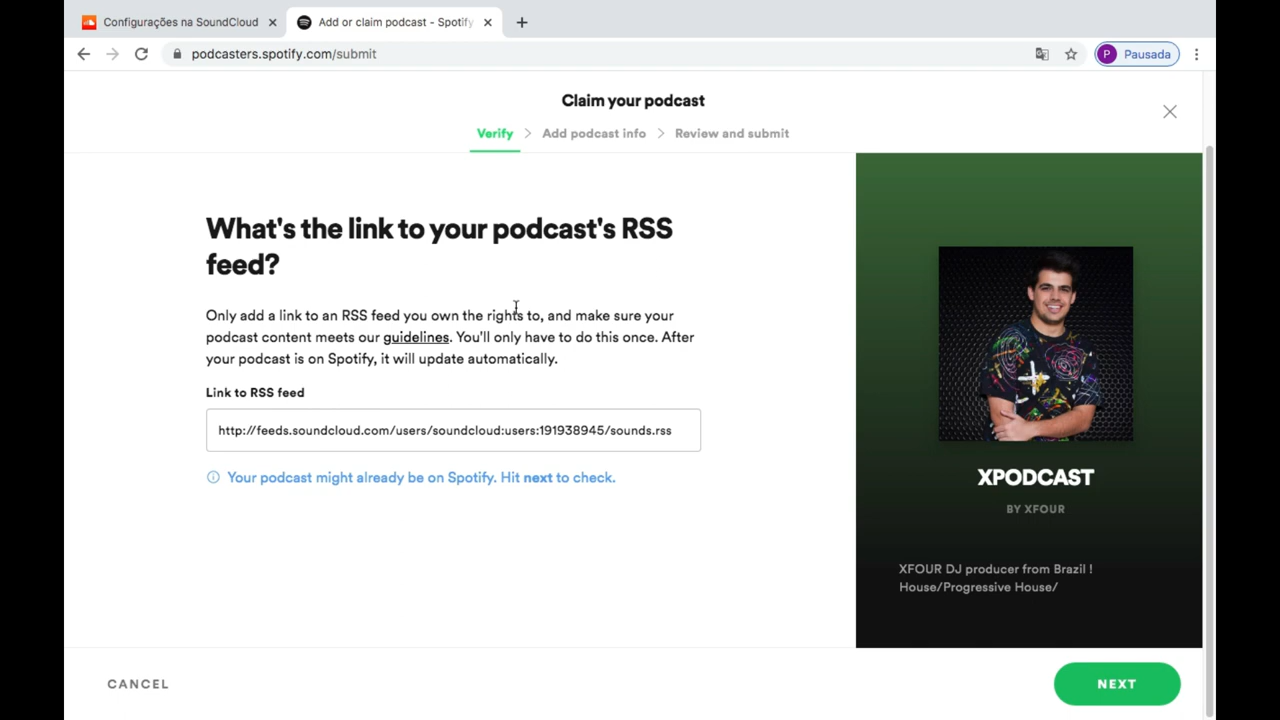 Configurações na SoundCloud
Add or claim podcast - Spotify
podcasters.spotify.com/submit
P Pausada
Claim your podcast
Verify > Add podcast info > Review and submit
What's the link to your podcast's RSS
feed?
Only add a link to an RSS feed you own the rights to, and make sure your
podcast content meets our guidelines. You'll only have to do this once. After
your podcast is on Spotify, it will update automatically.
Link to RSS feed
http://feeds.soundcloud.com/users/soundcloud:users:191938945/sounds.rss
Your podcast might already be on Spotify. Hit next to check.
XPODCAST
BY XFOUR
XFOUR DJ producer from Brazil !
House/Progressive House/
CANCEL
NEXT